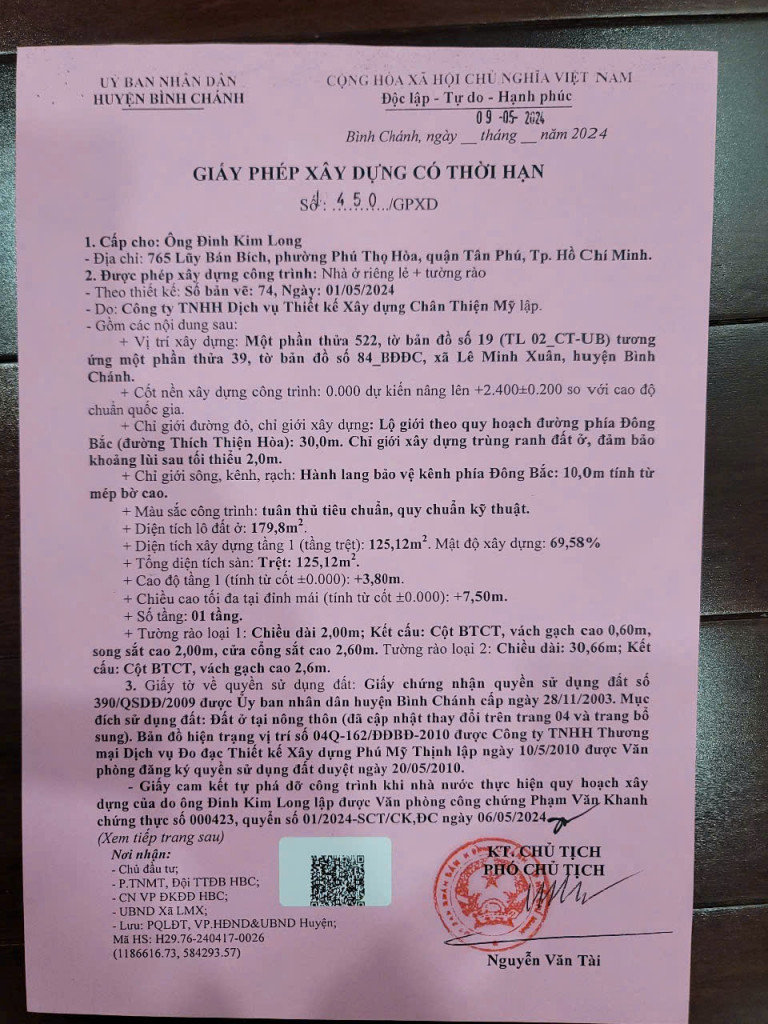 UỶ BAN NHÂN DÂN
HUYỆN BÌNH CHÁNH
CỘNG HÒA XÃ HỘI CHỦ NGHĨA VIỆT NAM
Độc lập - Tự do - Hạnh phúc
09-05-2024
Bình Chánh, ngày __ tháng __ năm 2024
GIẤY PHÉP XÂY DỰNG CÓ THỜI HẠN
Số: 1.450.../GPXD
1. Cấp cho: Ông Đinh Kim Long
- Địa chỉ: 765 Lũy Bán Bích, phường Phú Thọ Hòa, quận Tân Phú, Tp. Hồ Chí Minh.
2. Được phép xây dựng công trình: Nhà ở riêng lẻ + tường rào
- Theo thiết kế: Số bản vẽ: 74, Ngày: 01/05/2024
- Do: Công ty TNHH Dịch vụ Thiết kế Xây dựng Chân Thiện Mỹ lập.
- Gồm các nội dung sau:
+ Vị trí xây dựng: Một phần thửa 522, tờ bản đồ số 19 (TL 02_CT-UB) tương
ứng một phần thửa 39, tờ bản đồ số 84_BĐĐC, xã Lê Minh Xuân, huyện Bình
Chánh.
+ Cốt nền xây dựng công trình: 0.000 dự kiến nâng lên +2.400±0.200 so với cao độ
chuẩn quốc gia.
+ Chỉ giới đường đỏ, chỉ giới xây dựng: Lộ giới theo quy hoạch đường phía Đông
Bắc (đường Thích Thiện Hòa): 30,0m. Chỉ giới xây dựng trùng ranh đất ở, đảm bảo
khoảng lùi sau tối thiểu 2,0m.
+ Chỉ giới sông, kênh, rạch: Hành lang bảo vệ kênh phía Đông Bắc: 10,0m tính từ
mép bờ cao.
+ Màu sắc công trình: tuân thủ tiêu chuẩn, quy chuẩn kỹ thuật.
+ Diện tích lô đất ở: 179,8m².
+ Diện tích xây dựng tầng 1 (tầng trệt): 125,12m². Mật độ xây dựng: 69,58%
+ Tổng diện tích sàn: Trệt: 125,12m².
+ Cao độ tầng 1 (tính từ cốt ±0.000): +3,80m.
+ Chiều cao tối đa tại đỉnh mái (tính từ cốt ±0.000): +7,50m.
+ Số tầng: 01 tầng.
+ Tường rào loại 1: Chiều dài 2,00m; Kết cấu: Cột BTCT, vách gạch cao 0,60m,
song sắt cao 2,00m, cửa cổng sắt cao 2,60m. Tường rào loại 2: Chiều dài: 30,66m; Kết
cấu: Cột BTCT, vách gạch cao 2,6m.
3. Giấy tờ về quyền sử dụng đất: Giấy chứng nhận quyền sử dụng đất số
390/QSDĐ/2009 được Ủy ban nhân dân huyện Bình Chánh cấp ngày 28/11/2003. Mục
đích sử dụng đất: Đất ở tại nông thôn (đã cập nhật thay đổi trên trang 04 và trang bổ
sung). Bản đồ hiện trạng vị trí số 04Q-162/ĐĐBĐ-2010 được Công ty TNHH Thương
mại Dịch vụ Đo đạc Thiết kế Xây dựng Phú Mỹ Thịnh lập ngày 10/5/2010 được Văn
phòng đăng ký quyền sử dụng đất duyệt ngày 20/05/2010.
- Giấy cam kết tự phá dỡ công trình khi nhà nước thực hiện quy hoạch xây
dựng của do ông Đinh Kim Long lập được Văn phòng công chứng Phạm Văn Khanh
chứng thực số 000423, quyển số 01/2024-SCT/CK,ĐC ngày 06/05/2024
(Xem tiếp trang sau)
Nơi nhận:
- Chủ đầu tư;
- P.TNMT, Đội TTĐB HBC;
- CN VP ĐKĐĐ HBC;
- UBND Xã LMX;
- Lưu: PQLĐT, VP.HĐND&UBND Huyện;
Mã HS: H29.76-240417-0026
(1186616.73, 584293.57)
KT. CHỦ TỊCH
PHÓ CHỦ TỊCH
Nguyễn Văn Tài